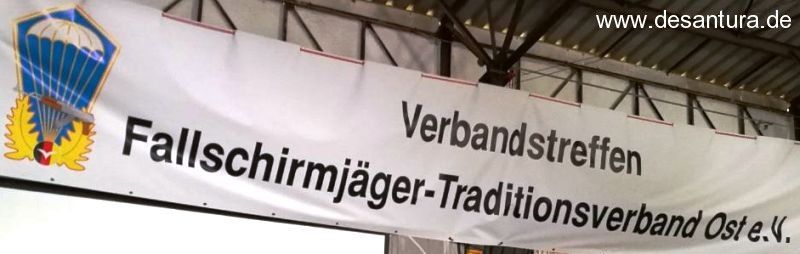 www.desantura.de
Verbandstreffen
Fallschirmjäger-Traditionsverband Ost e.V.